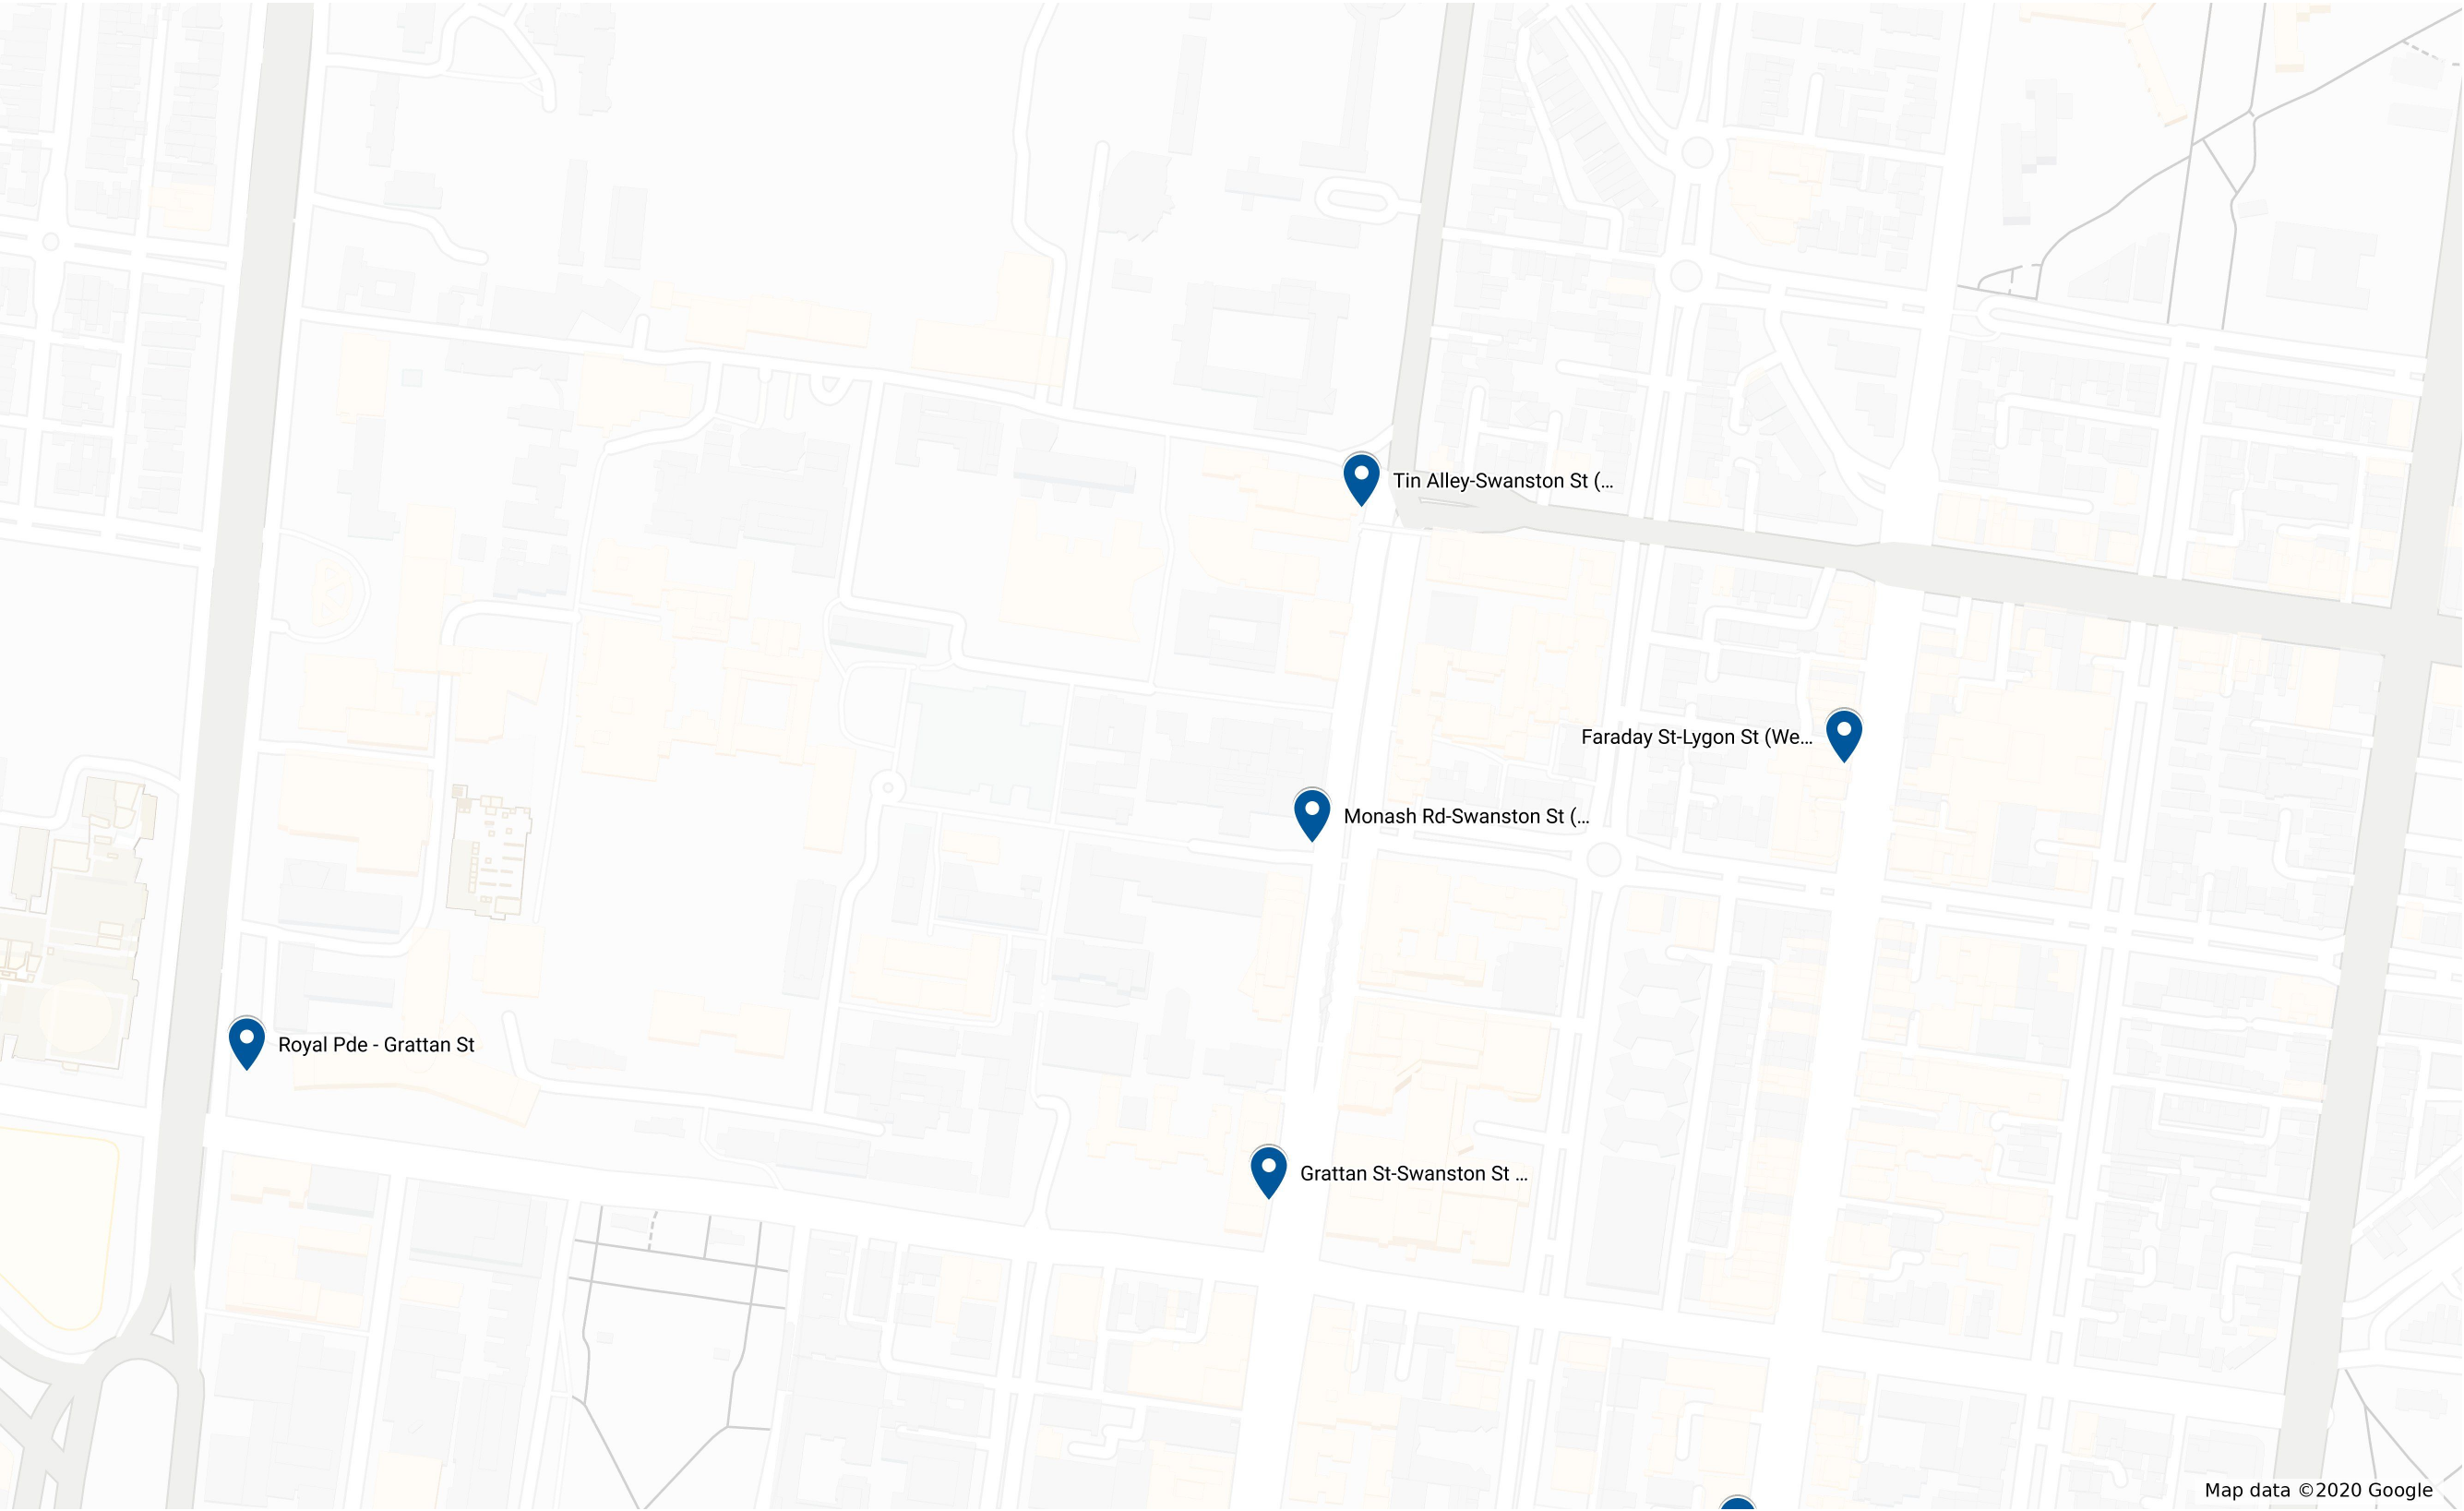 Tin Alley-Swanston St (...
Faraday St-Lygon St (We...
Monash Rd-Swanston St (...
Royal Pde - Grattan St
Grattan St-Swanston St ...
Map data ©2020 Google